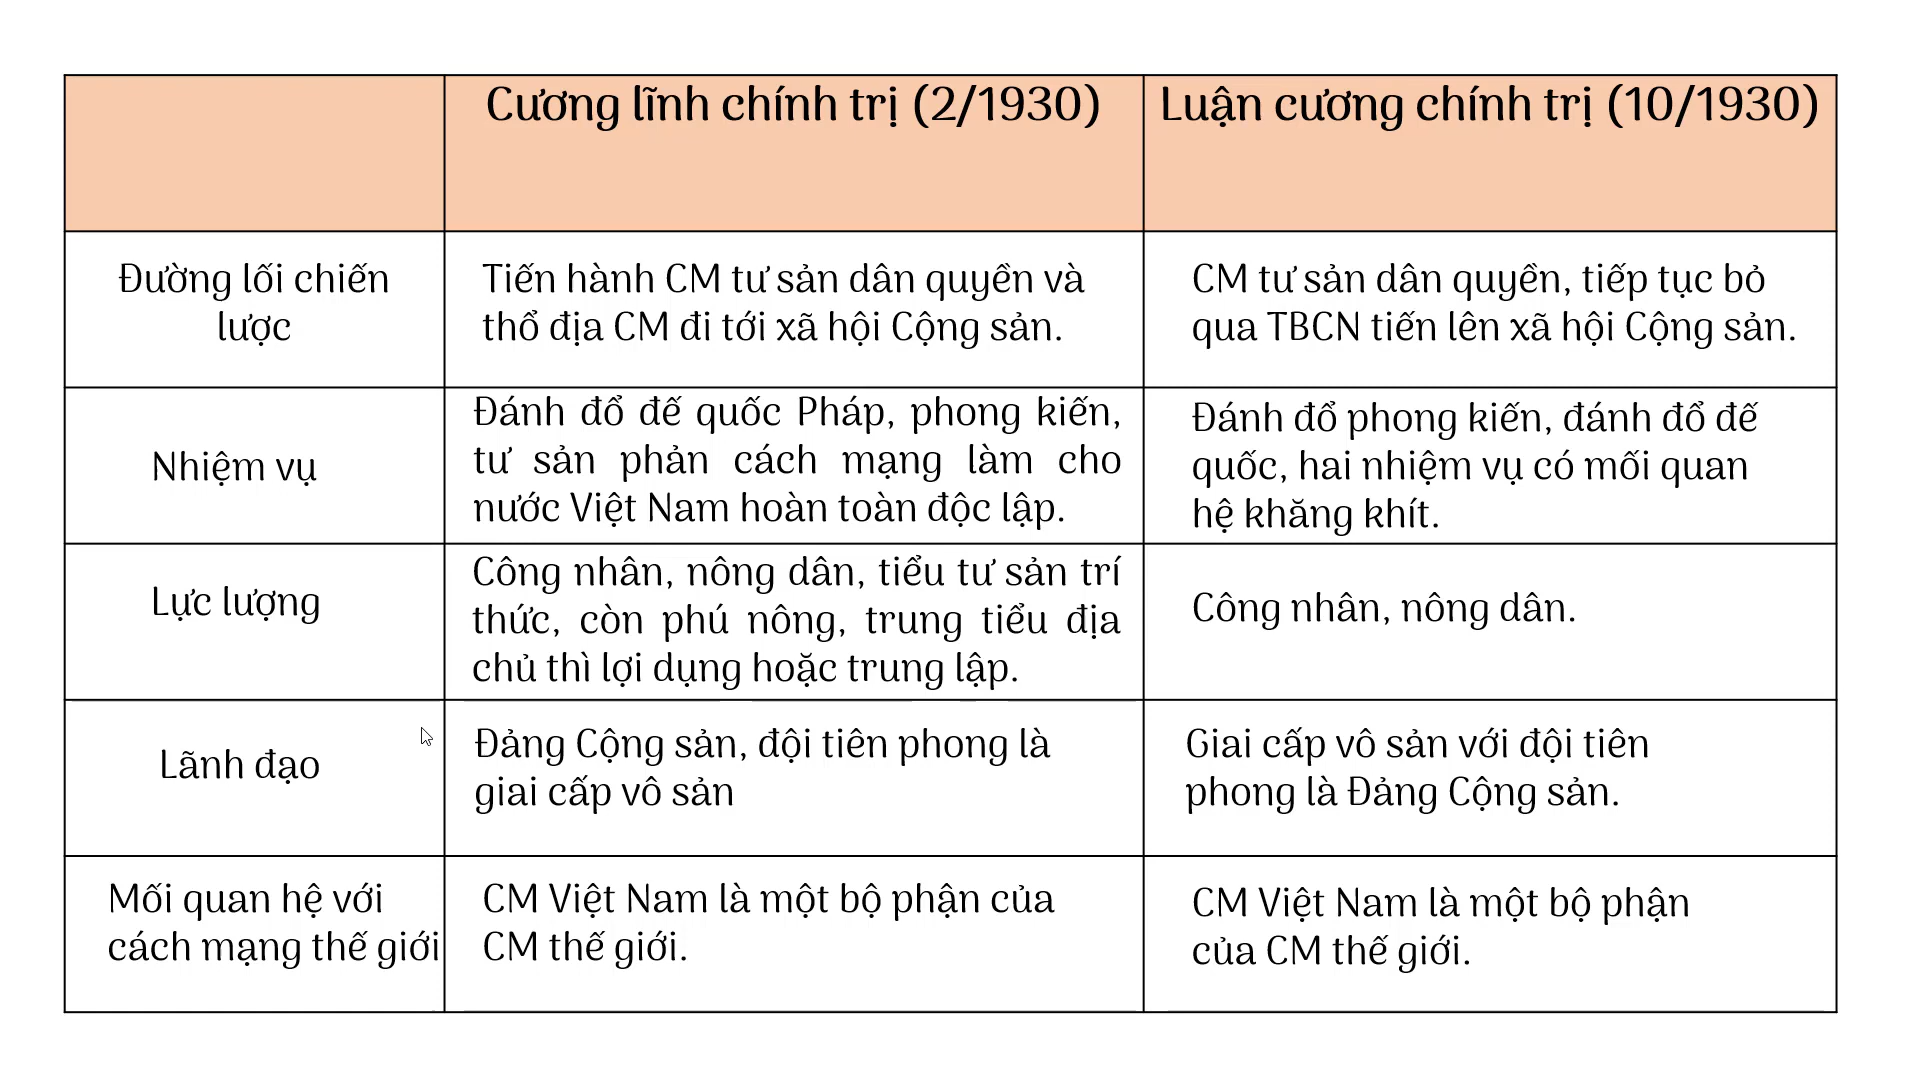 Cương lĩnh chính trị (2/1930)
Luận cương chính trị (10/1930)
Đường lối chiến
lược
Tiến hành CM tư sản dân quyền và
thổ địa CM đi tới xã hội Cộng sản.
CM tư sản dân quyền, tiếp tục bỏ
qua TBCN tiến lên xã hội Cộng sản.
Nhiệm vụ
Đánh đổ đế quốc Pháp, phong kiến,
tư sản phản cách mạng làm cho
nước Việt Nam hoàn toàn độc lập.
Đánh đổ phong kiến, đánh đổ đế
quốc, hai nhiệm vụ có mối quan
hệ khăng khít.
Lực lượng
Công nhân, nông dân, tiểu tư sản trí
thức, còn phú nông, trung tiểu địa
chủ thì lợi dụng hoặc trung lập.
Công nhân, nông dân.
Lãnh đạo
Đảng Cộng sản, đội tiên phong là
giai cấp vô sản
Giai cấp vô sản với đội tiên
phong là Đảng Cộng sản.
Mối quan hệ với
cách mạng thế giới
CM Việt Nam là một bộ phận của
CM thế giới.
CM Việt Nam là một bộ phận
của CM thế giới.